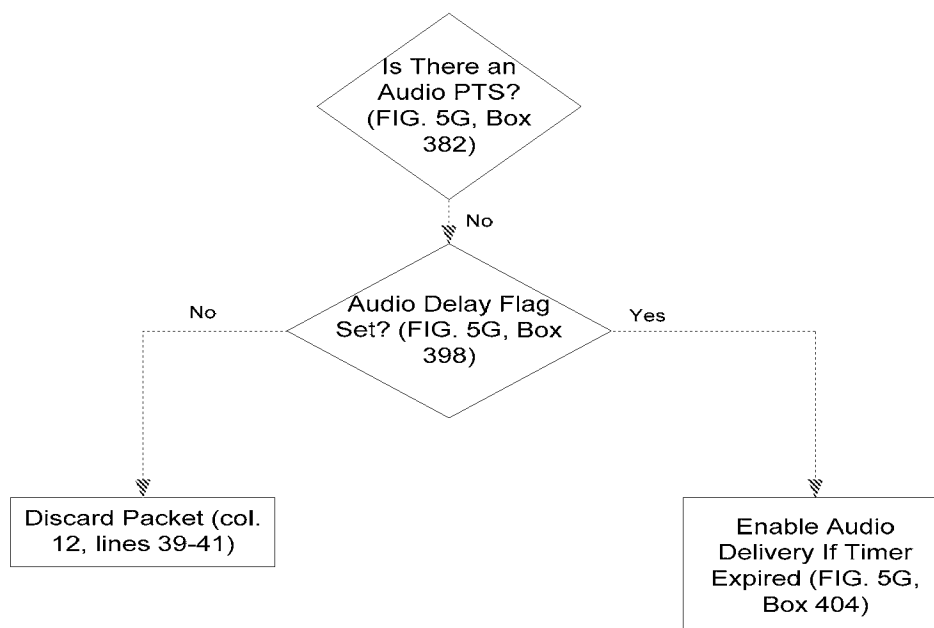 Is There an
Audio PTS?
(FIG. 5G, Box
382)
No
Audio Delay Flag
Set? (FIG. 5G, Box
398)
No
Yes
Discard Packet (col.
12, lines 39-41)
Enable Audio
Delivery If Timer
Expired (FIG. 5G,
Box 404)